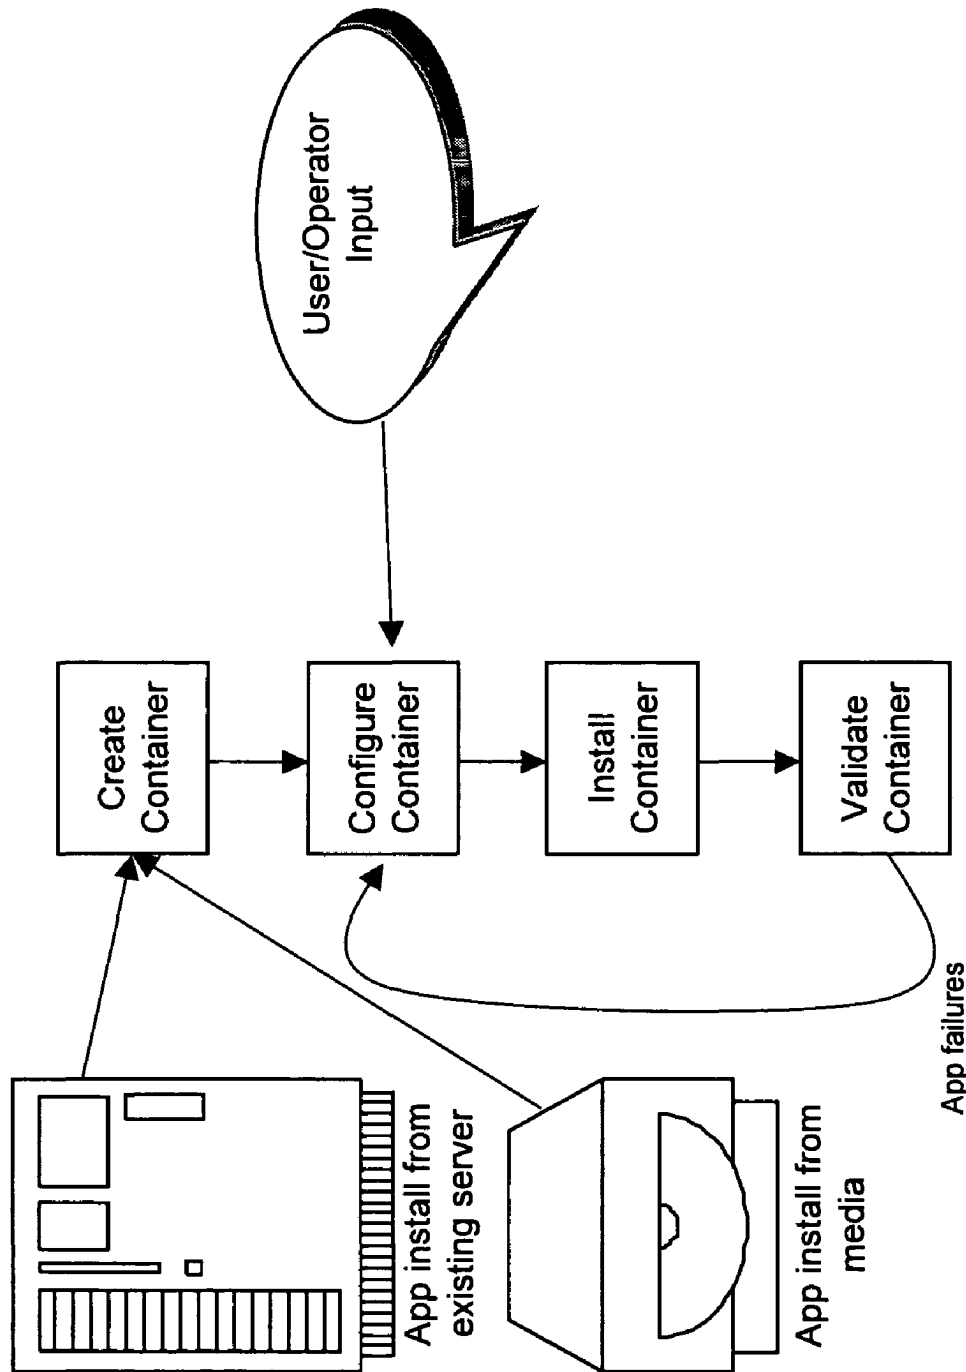 App install from
existing server
App install from
media
Create
Container
Configure
Container
Install
Container
Validate
Container
App failures
User/Operator
Input